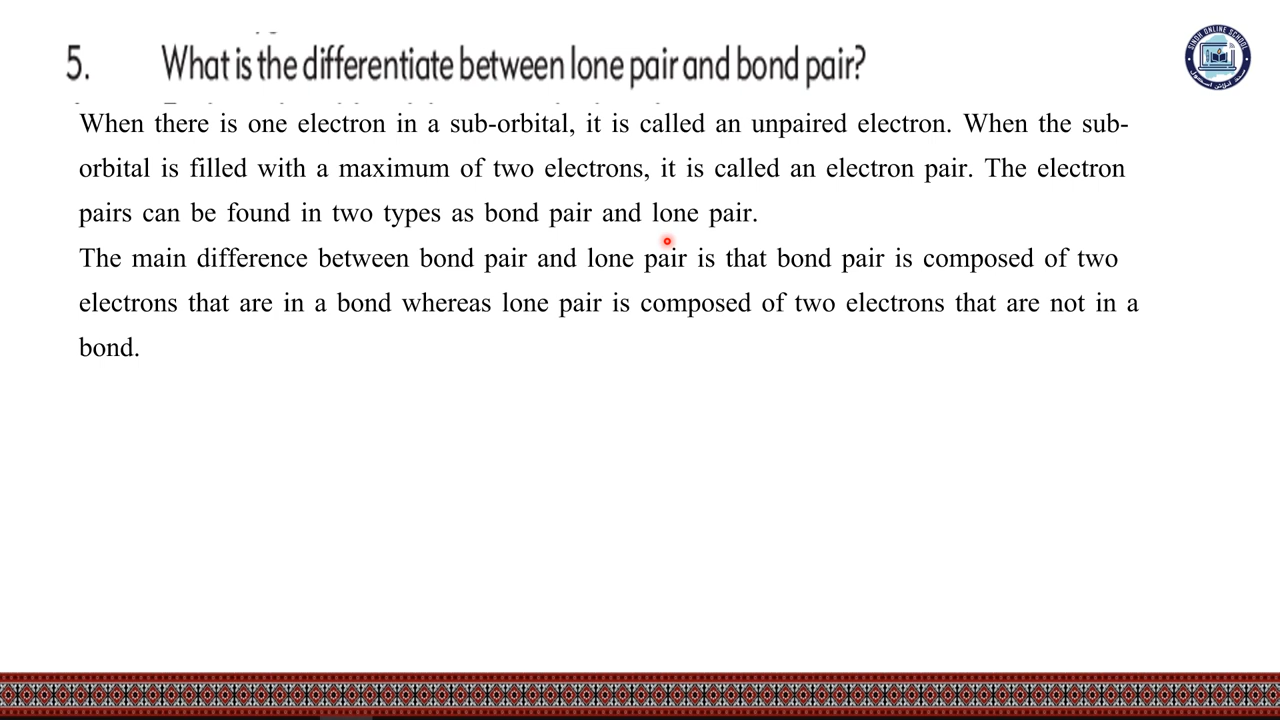 5. What is the differentiate between lone pair and bond pair?
SINDH ONLINE SCHOOL
When there is one electron in a sub-orbital, it is called an unpaired electron. When the sub-
orbital is filled with a maximum of two electrons, it is called an electron pair. The electron
pairs can be found in two types as bond pair and lone pair.
The main difference between bond pair and lone pair is that bond pair is composed of two
electrons that are in a bond whereas lone pair is composed of two electrons that are not in a
bond.